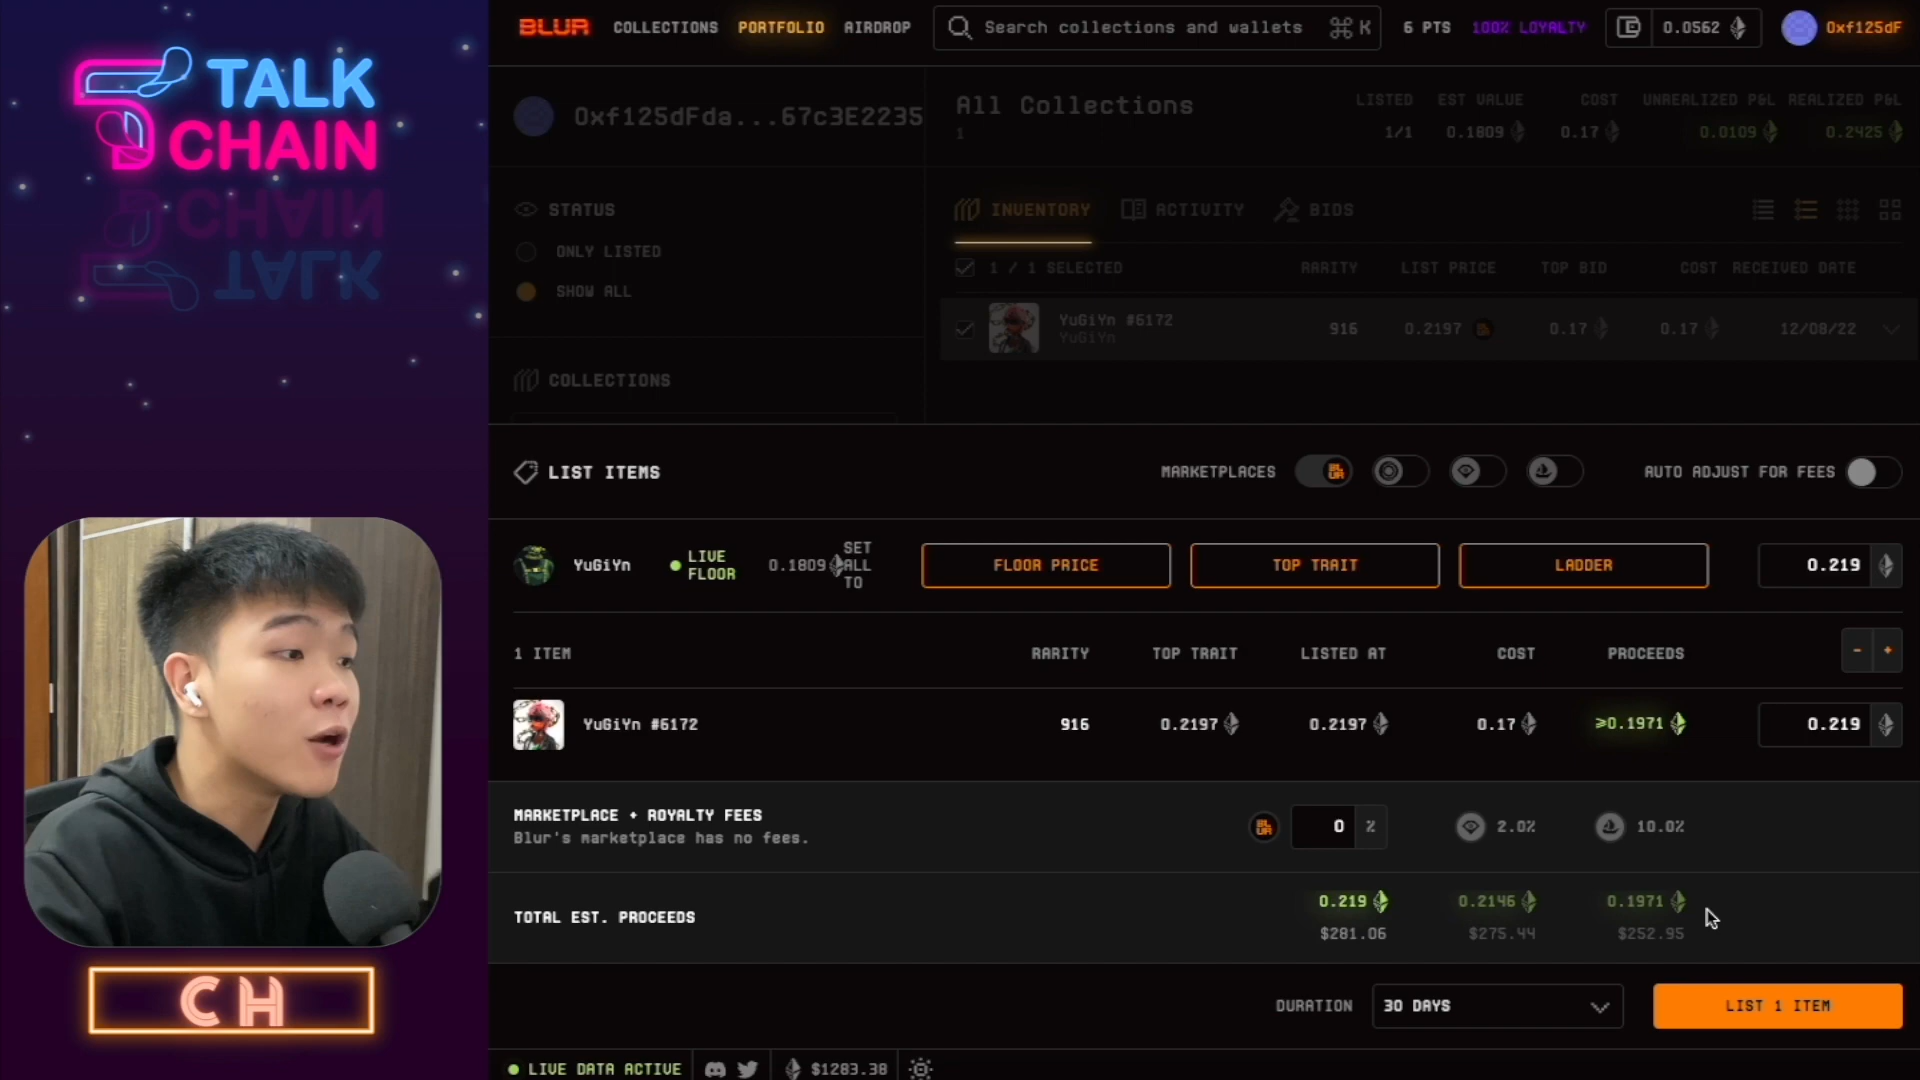 TALK
CHAIN
CH
BLUR COLLECTIONS PORTFOLIO AIRDROP Search collections and wallets ⌘ K 6 PTS 100% LOYALTY 0.0562 0xf125dF
0xf125dFda...67c3E2235
All Collections
1
LISTED EST VALUE COST UNREALIZED P&L REALIZED P&L
1/1 0.1809 0.17 0.0109 0.2425
STATUS
ONLY LISTED
SHOW ALL
COLLECTIONS
INVENTORY ACTIVITY BIDS
1 / 1 SELECTED RARITY LIST PRICE TOP BID COST RECEIVED DATE
YuGiYn #6172
YuGiYn
916 0.2197 0.17 0.17 12/08/22
LIST ITEMS MARKETPLACES BLUR AUTO ADJUST FOR FEES
YuGiYn LIVE FLOOR 0.1809 SET ALL TO FLOOR PRICE TOP TRAIT LADDER 0.219
1 ITEM RARITY TOP TRAIT LISTED AT COST PROCEEDS - +
YuGiYn #6172 916 0.2197 0.2197 0.17 ≥0.1971 0.219
MARKETPLACE + ROYALTY FEES
Blur's marketplace has no fees.
BLUR 0 % 2.0% 10.0%
TOTAL EST. PROCEEDS
0.219 0.2146 0.1971
$281.06 $275.44 $252.95
DURATION 30 DAYS LIST 1 ITEM
LIVE DATA ACTIVE $1283.38